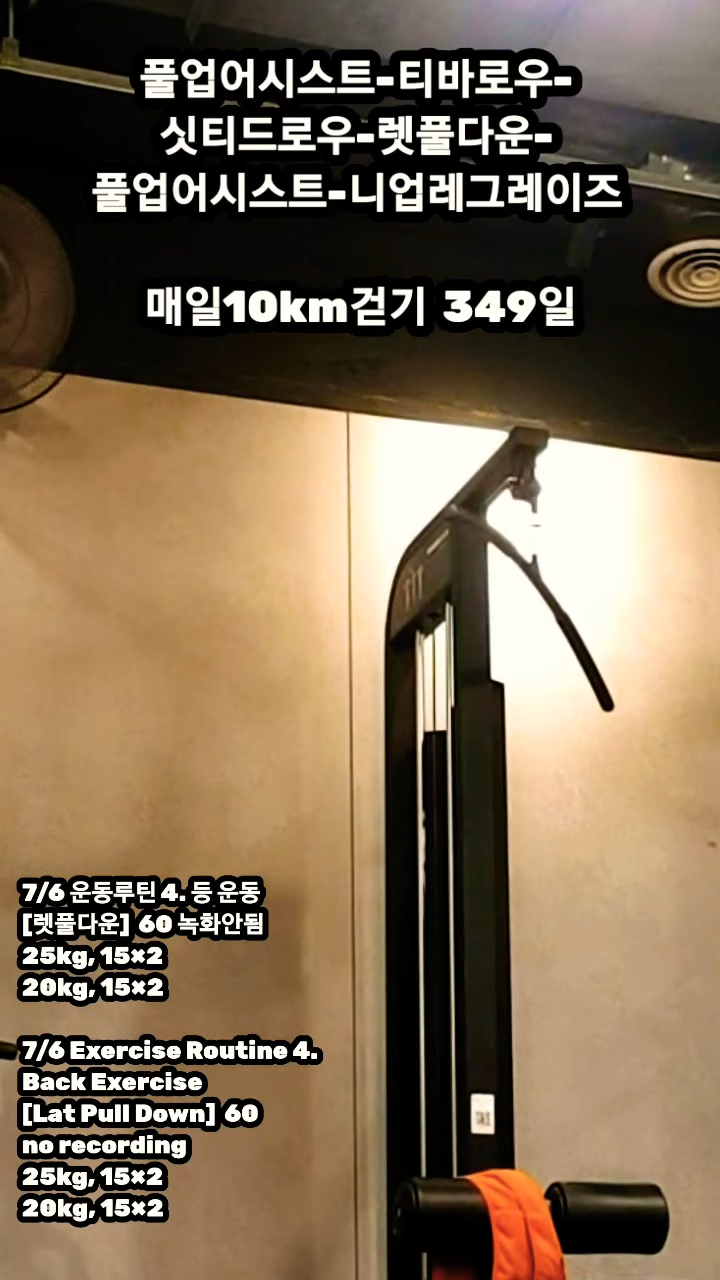 풀업어시스트-티바로우-
싯티드로우-렛풀다운-
풀업어시스트-니업레그레이즈
매일10km걷기 349일
7/6 운동루틴 4. 등 운동
[렛풀다운] 60 녹화안됨
25kg, 15×2
20kg, 15×2
7/6 Exercise Routine 4.
Back Exercise
[Lat Pull Down] 60
no recording
25kg, 15×2
20kg, 15×2